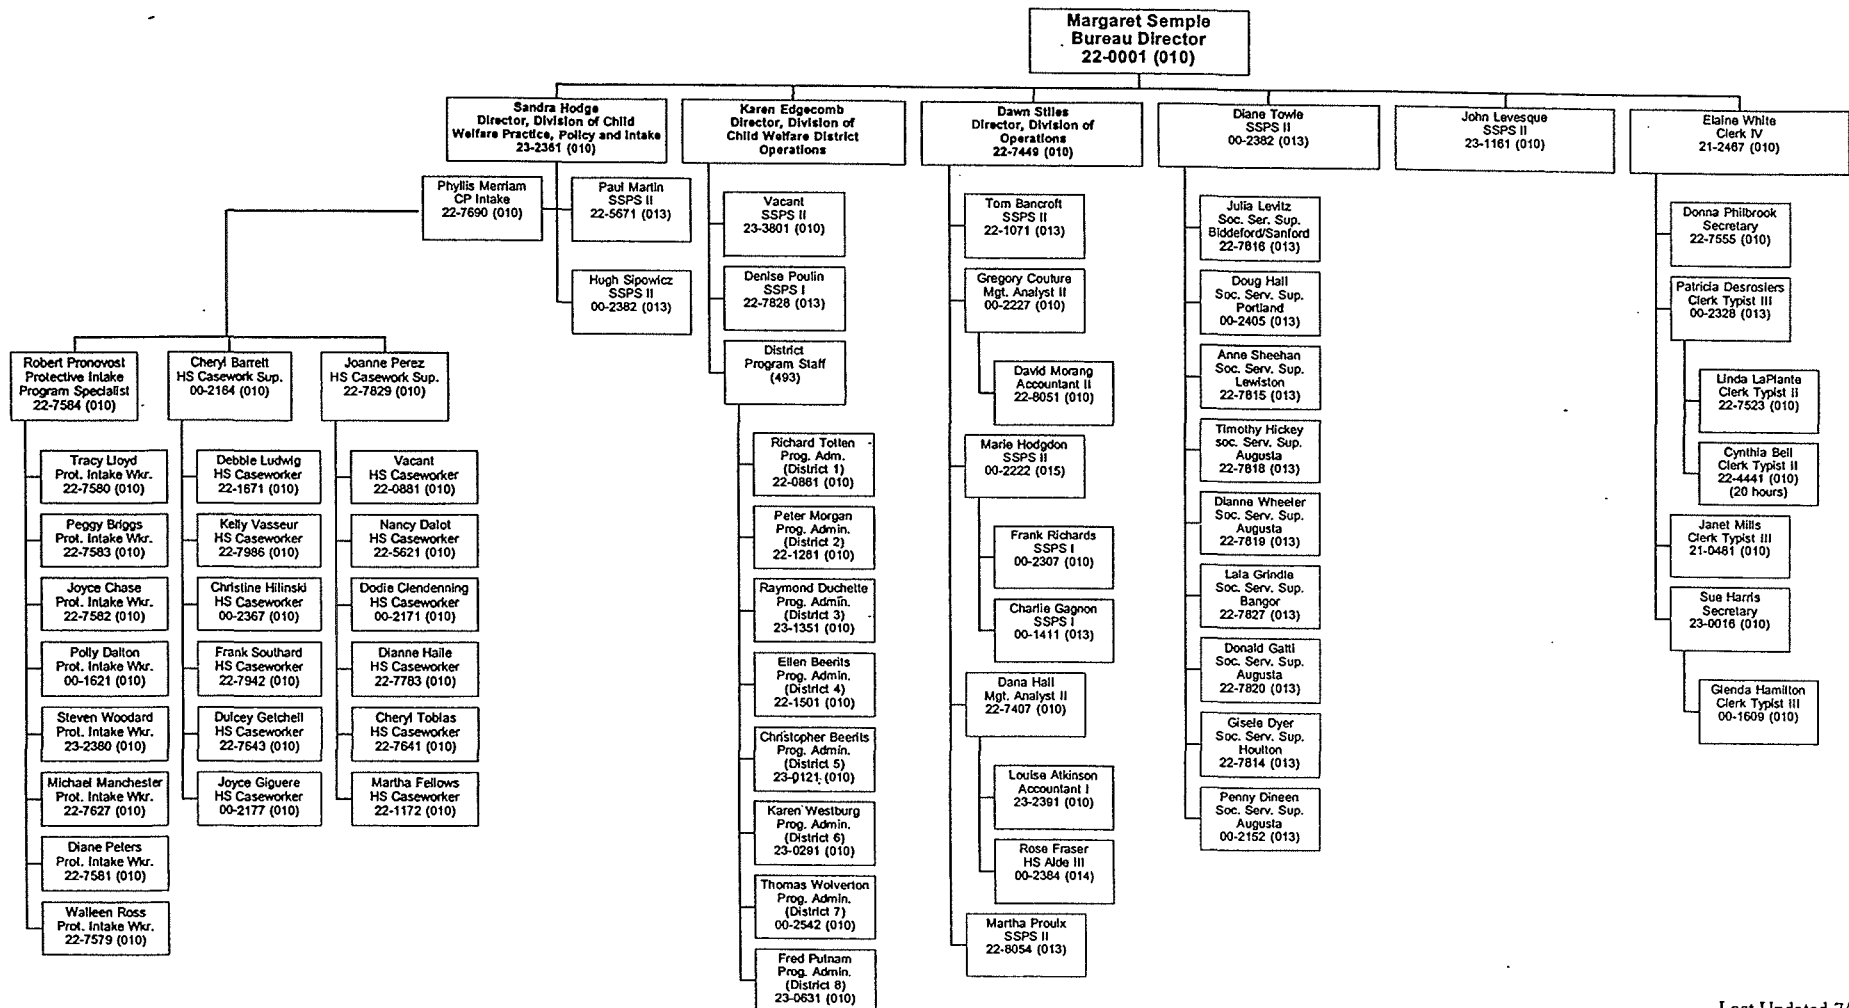 Margaret Semple
Bureau Director
22-0001 (010)
Sandra Hodge
Director, Division of Child
Welfare Practice, Policy and Intake
23-2361 (010)
Karen Edgecomb
Director, Division of
Child Welfare District
Operations
Dawn Stiles
Director, Division of
Operations
22-7449 (010)
Diane Towle
SSPS II
00-2382 (013)
John Levesque
SSPS II
23-1161 (010)
Elaine White
Clerk IV
21-2467 (010)
Phyllis Merriam
CP Intake
22-7690 (010)
Paul Martin
SSPS II
22-5671 (013)
Hugh Sipowicz
SSPS II
00-2382 (013)
Robert Pronovost
Protective Intake
Program Specialist
22-7584 (010)
Tracy Lloyd
Prot. Intake Wkr.
22-7580 (010)
Peggy Briggs
Prot. Intake Wkr.
22-7583 (010)
Joyce Chase
Prot. Intake Wkr.
22-7582 (010)
Polly Dalton
Prot. Intake Wkr.
00-1621 (010)
Steven Woodard
Prot. Intake Wkr.
23-2380 (010)
Michael Manchester
Prot. Intake Wkr.
22-7627 (010)
Diane Peters
Prot. Intake Wkr.
22-7581 (010)
Walleen Ross
Prot. Intake Wkr.
22-7579 (010)
Cheryl Barrett
HS Casework Sup.
00-2164 (010)
Debbie Ludwig
HS Caseworker
22-1671 (010)
Kelly Vasseur
HS Caseworker
22-7986 (010)
Christine Hilinski
HS Caseworker
00-2367 (010)
Frank Southard
HS Caseworker
22-7942 (010)
Dulcey Getchell
HS Caseworker
22-7643 (010)
Joyce Giguere
HS Caseworker
00-2177 (010)
Joanne Perez
HS Casework Sup.
22-7829 (010)
Vacant
HS Caseworker
22-0881 (010)
Nancy Dalot
HS Caseworker
22-5621 (010)
Dodie Clendenning
HS Caseworker
00-2171 (010)
Dianne Haile
HS Caseworker
22-7783 (010)
Cheryl Tobias
HS Caseworker
22-7641 (010)
Martha Fellows
HS Caseworker
22-1172 (010)
Vacant
SSPS II
23-3801 (010)
Denise Poulin
SSPS I
22-7828 (013)
District
Program Staff
(493)
Richard Totten
Prog. Adm.
(District 1)
22-0861 (010)
Peter Morgan
Prog. Admin.
(District 2)
22-1281 (010)
Raymond Duchette
Prog. Admin.
(District 3)
23-1351 (010)
Ellen Beerits
Prog. Admin.
(District 4)
22-1501 (010)
Christopher Beerits
Prog. Admin.
(District 5)
23-0121 (010)
Karen Westburg
Prog. Admin.
(District 6)
23-0291 (010)
Thomas Wolverton
Prog. Admin.
(District 7)
00-2542 (010)
Fred Putnam
Prog. Admin.
(District 8)
23-0631 (010)
Tom Bancroft
SSPS II
22-1071 (013)
Gregory Couture
Mgt. Analyst II
00-2227 (010)
David Morang
Accountant II
22-8051 (010)
Marie Hodgdon
SSPS II
00-2222 (015)
Frank Richards
SSPS I
00-2307 (010)
Charlie Gagnon
SSPS I
00-1411 (013)
Dana Hall
Mgt. Analyst II
22-7407 (010)
Louise Atkinson
Accountant I
23-2391 (010)
Rose Fraser
HS Aide III
00-2384 (014)
Martha Proulx
SSPS II
22-8054 (013)
Julia Levitz
Soc. Ser. Sup.
Biddeford/Sanford
22-7816 (013)
Doug Hall
Soc. Serv. Sup.
Portland
00-2405 (013)
Anne Sheehan
Soc. Serv. Sup.
Lewiston
22-7815 (013)
Timothy Hickey
soc. Serv. Sup.
Augusta
22-7818 (013)
Dianne Wheeler
Soc. Serv. Sup.
Augusta
22-7819 (013)
Lala Grindle
Soc. Serv. Sup.
Bangor
22-7827 (013)
Donald Gatti
Soc. Serv. Sup.
Augusta
22-7820 (013)
Gisele Dyer
Soc. Serv. Sup.
Houlton
22-7814 (013)
Penny Dineen
Soc. Serv. Sup.
Augusta
00-2152 (013)
Donna Philbrook
Secretary
22-7555 (010)
Patricia Desrosiers
Clerk Typist III
00-2328 (013)
Linda LaPlante
Clerk Typist II
22-7523 (010)
Cynthia Bell
Clerk Typist II
22-4441 (010)
(20 hours)
Janet Mills
Clerk Typist III
21-0481 (010)
Sue Harris
Secretary
23-0016 (010)
Glenda Hamilton
Clerk Typist III
00-1609 (010)
Last Updated 7/